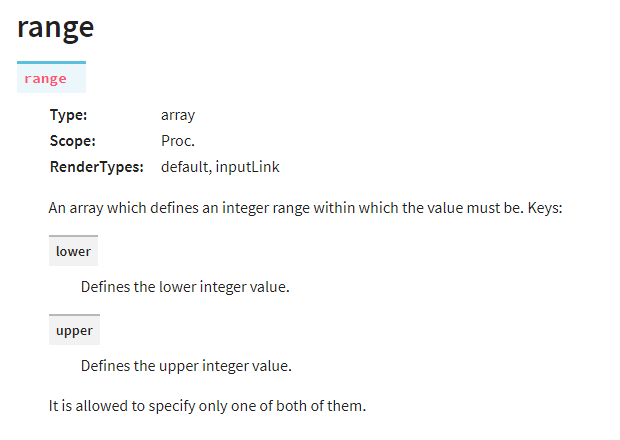 range
range
Type: array
Scope: Proc.
RenderTypes: default, inputLink
An array which defines an integer range within which the value must be. Keys:
lower
Defines the lower integer value.
upper
Defines the upper integer value.
It is allowed to specify only one of both of them.